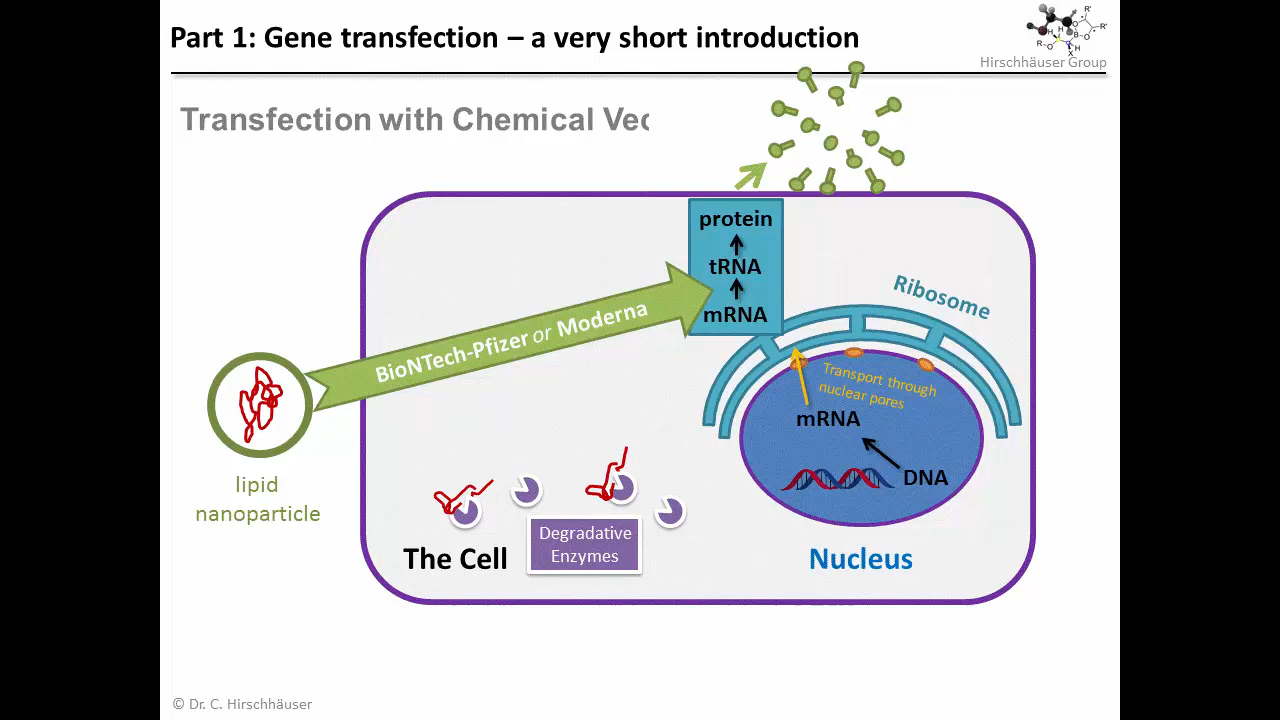 Part 1: Gene transfection – a very short introduction
Hirschhäuser Group
Transfection with Chemical
protein
tRNA
mRNA
Ribosome
BioNTech-Pfizer or Moderna
Transport through
nuclear pores
mRNA
DNA
lipid
nanoparticle
Degradative
Enzymes
The Cell
Nucleus
© Dr. C. Hirschhäuser